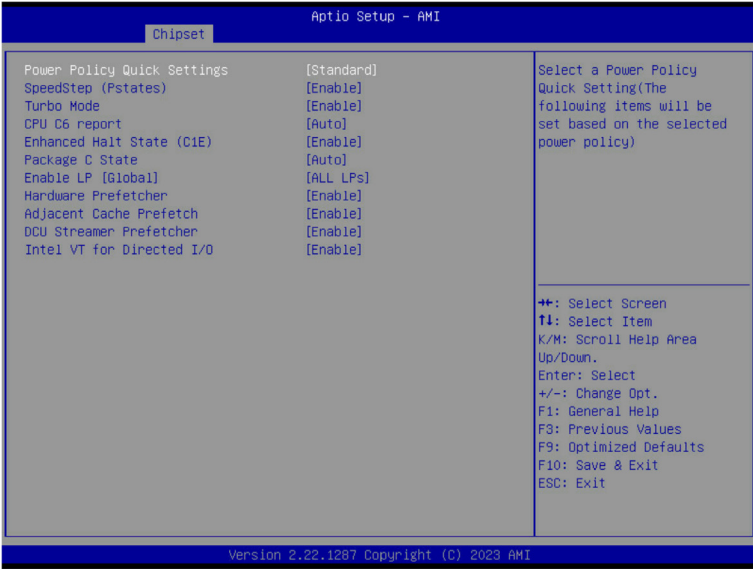 Aptio Setup – AMI
Chipset
Power Policy Quick Settings [Standard]
SpeedStep (Pstates) [Enable]
Turbo Mode [Enable]
CPU C6 report [Auto]
Enhanced Halt State (C1E) [Enable]
Package C State [Auto]
Enable LP [Global] [ALL LPs]
Hardware Prefetcher [Enable]
Adjacent Cache Prefetch [Enable]
DCU Streamer Prefetcher [Enable]
Intel VT for Directed I/O [Enable]
Select a Power Policy
Quick Setting(The
following items will be
set based on the selected
power policy)
→←: Select Screen
↑↓: Select Item
K/M: Scroll Help Area
Up/Down.
Enter: Select
+/-: Change Opt.
F1: General Help
F3: Previous Values
F9: Optimized Defaults
F10: Save & Exit
ESC: Exit
Version 2.22.1287 Copyright (C) 2023 AMI